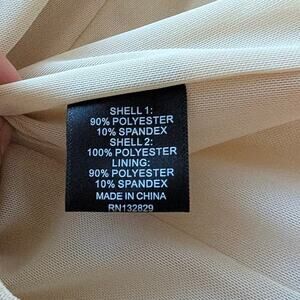 SHELL 1:
90% POLYESTER
10% SPANDEX
SHELL 2:
100% POLYESTER
LINING:
90% POLYESTER
10% SPANDEX
MADE IN CHINA
RN132829